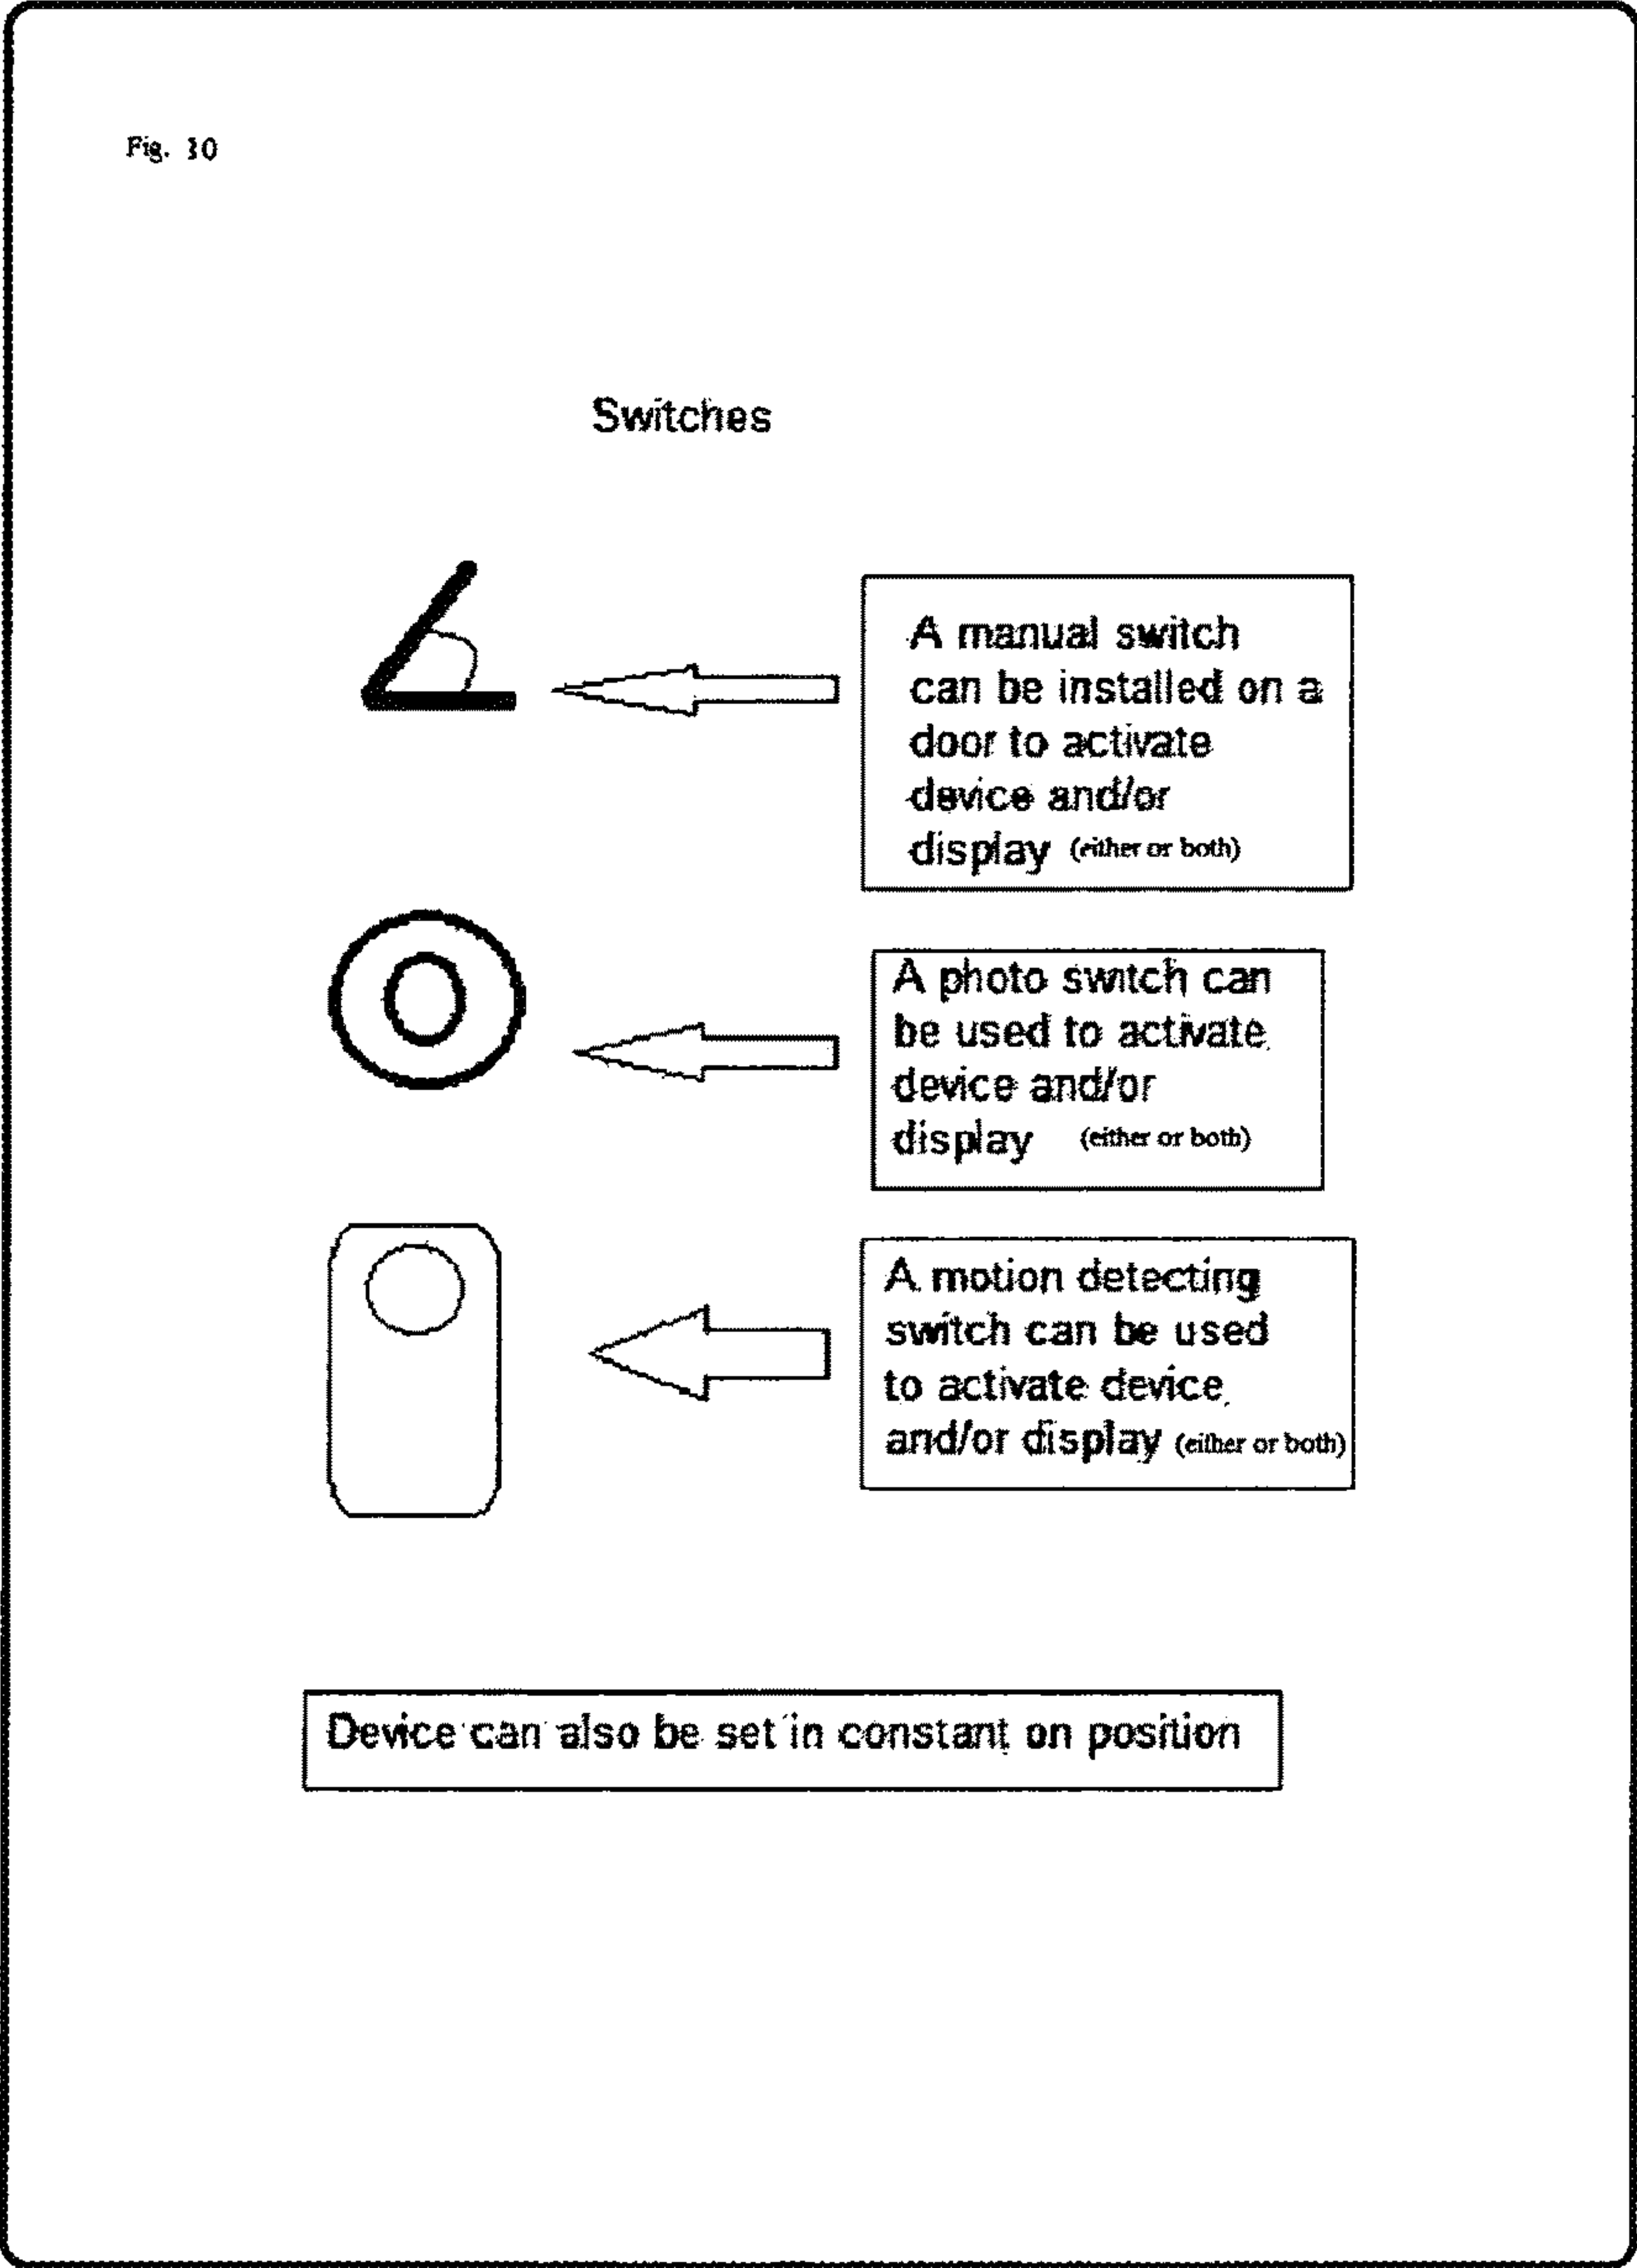 Fig. 10
Switches
A manual switch
can be installed on a
door to activate
device and/or
display (either or both)
A photo switch can
be used to activate
device and/or
display (either or both)
A motion detecting
switch can be used
to activate device
and/or display (either or both)
Device can also be set in constant on position